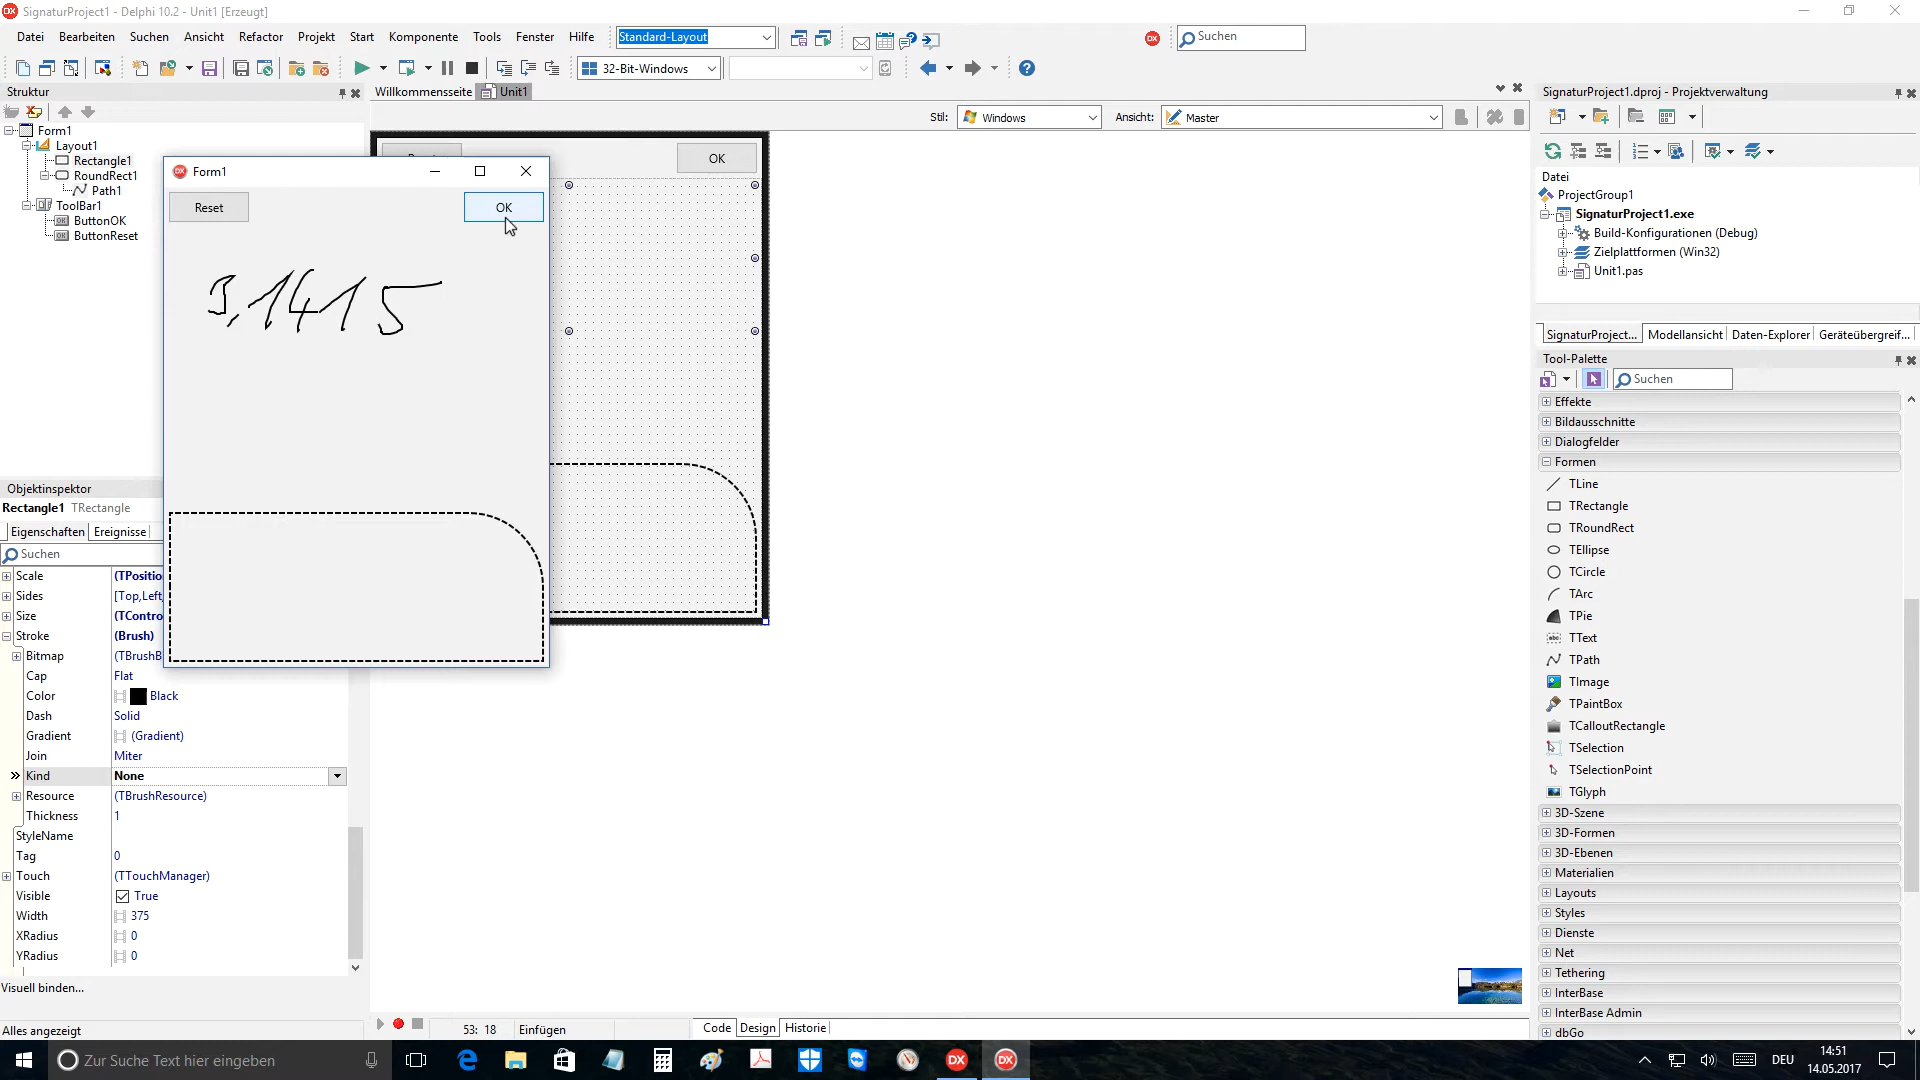 SignaturProject1 - Delphi 10.2 - Unit1 [Erzeugt]
Datei Bearbeiten Suchen Ansicht Refactor Projekt Start Komponente Tools Fenster Hilfe Standard-Layout Suchen
32-Bit-Windows
Struktur
Form1
Layout1
Rectangle1
RoundRect1
Path1
ToolBar1
ButtonOK
ButtonReset
Willkommensseite Unit1
Stil: Windows Ansicht: Master
OK
Form1
Reset OK
3,1415
Objektinspektor
Rectangle1 TRectangle
Eigenschaften Ereignisse
Suchen
Scale (TPositio
Sides [Top,Left,
Size (TContro
Stroke (Brush)
Bitmap (TBrushB
Cap Flat
Color Black
Dash Solid
Gradient (Gradient)
Join Miter
Kind None
Resource (TBrushResource)
Thickness 1
StyleName
Tag 0
Touch (TTouchManager)
Visible True
Width 375
XRadius 0
YRadius 0
Visuell binden...
Alles angezeigt
53: 18 Einfügen Code Design Historie
SignaturProject1.dproj - Projektverwaltung
Datei
ProjectGroup1
SignaturProject1.exe
Build-Konfigurationen (Debug)
Zielplattformen (Win32)
Unit1.pas
SignaturProject... Modellansicht Daten-Explorer Geräteübergreif...
Tool-Palette
Suchen
Effekte
Bildausschnitte
Dialogfelder
Formen
TLine
TRectangle
TRoundRect
TEllipse
TCircle
TArc
TPie
TText
TPath
TImage
TPaintBox
TCalloutRectangle
TSelection
TSelectionPoint
TGlyph
3D-Szene
3D-Formen
3D-Ebenen
Materialien
Layouts
Styles
Dienste
Net
Tethering
InterBase
InterBase Admin
dbGo
Zur Suche Text hier eingeben
DEU
14:51
14.05.2017